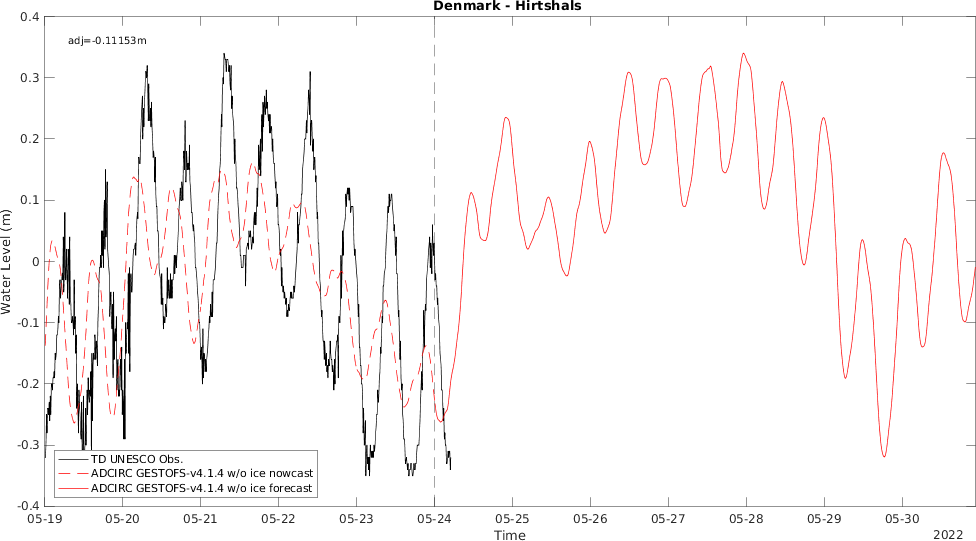 Denmark - Hirtshals
adj=-0.11153m
0.4
0.3
0.2
0.1
0
-0.1
-0.2
-0.3
-0.4
Water Level (m)
TD UNESCO Obs.
ADCIRC GESTOFS-v4.1.4 w/o ice nowcast
ADCIRC GESTOFS-v4.1.4 w/o ice forecast
05-19 05-20 05-21 05-22 05-23 05-24 05-25 05-26 05-27 05-28 05-29 05-30
Time
2022